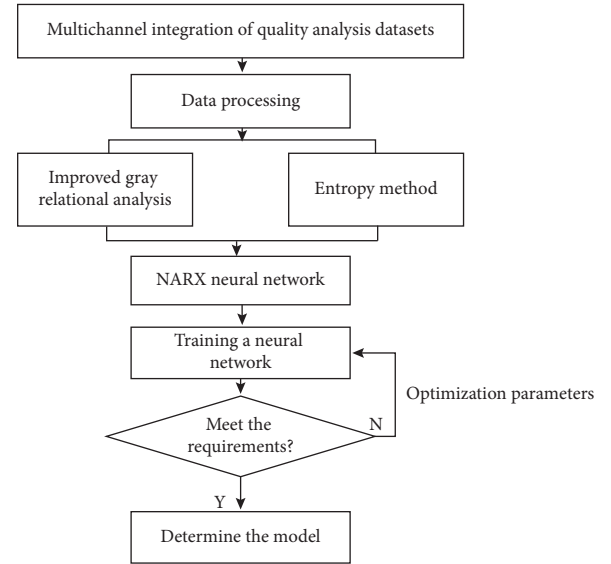 Multichannel integration of quality analysis datasets
Data processing
Improved gray
relational analysis
Entropy method
NARX neural network
Training a neural
network
Optimization parameters
Meet the
requirements?
N
Y
Determine the model